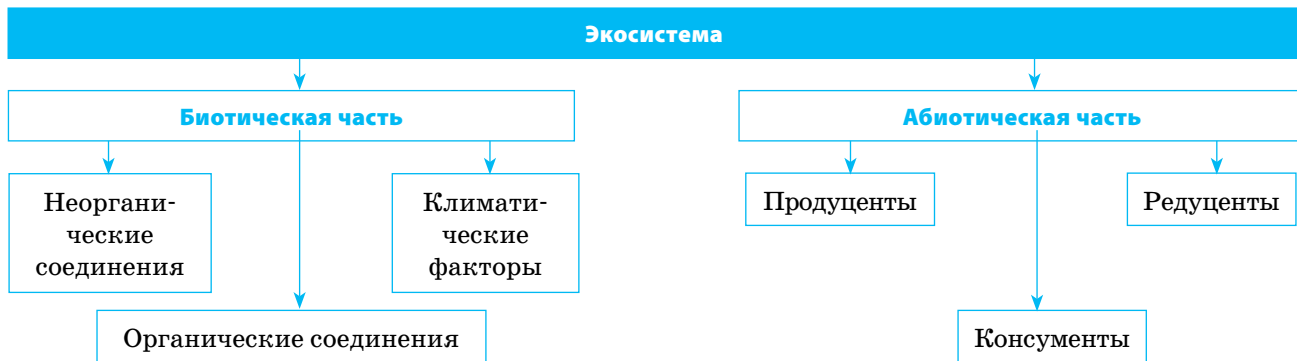 Экосистема
Биотическая часть
Абиотическая часть
Неоргани-
ческие
соединения
Климати-
ческие
факторы
Продуценты
Редуценты
Органические соединения
Консументы